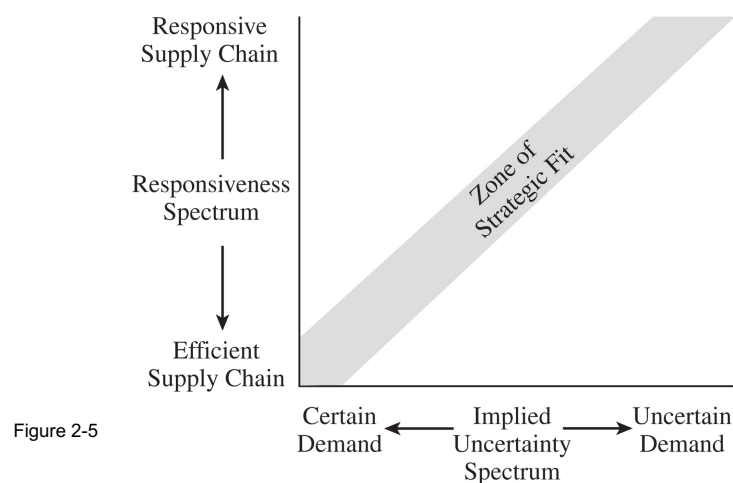 Responsive
Supply Chain
Responsiveness
Spectrum
Efficient
Supply Chain
Zone of
Strategic Fit
Certain
Demand
Implied
Uncertainty
Spectrum
Uncertain
Demand
Figure 2-5